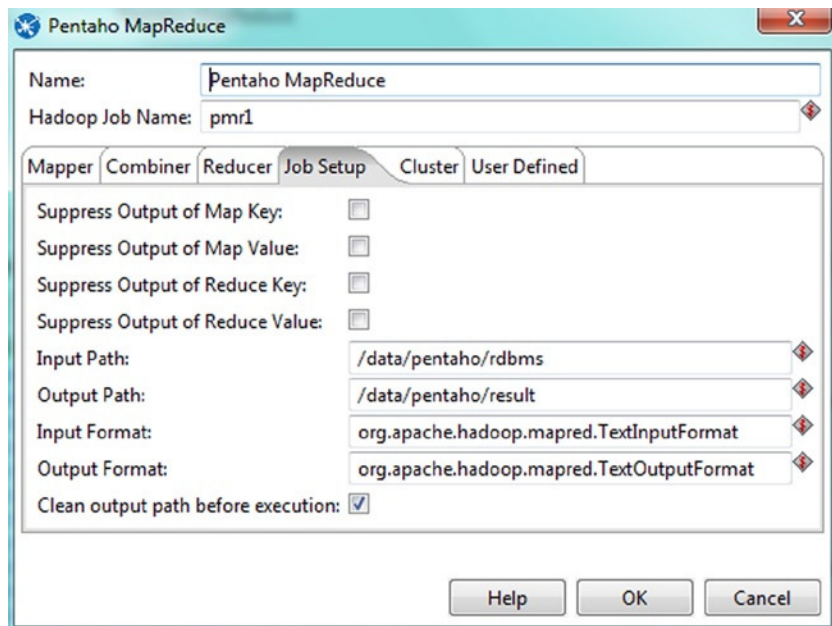 Pentaho MapReduce
Name: Pentaho MapReduce
Hadoop Job Name: pmr1
Mapper Combiner Reducer Job Setup Cluster User Defined
Suppress Output of Map Key:
Suppress Output of Map Value:
Suppress Output of Reduce Key:
Suppress Output of Reduce Value:
Input Path: /data/pentaho/rdbms
Output Path: /data/pentaho/result
Input Format: org.apache.hadoop.mapred.TextInputFormat
Output Format: org.apache.hadoop.mapred.TextOutputFormat
Clean output path before execution:
Help OK Cancel